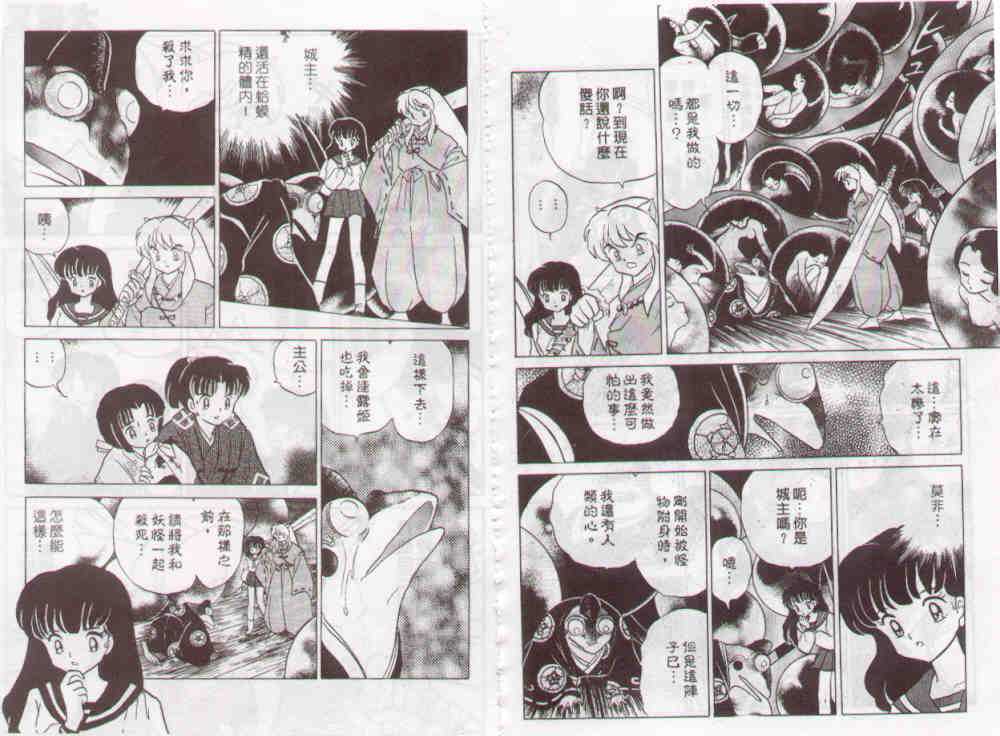 這一切…
都是我做的
嗎…？
啊？到現在
你還說什麼
傻話？
……
這…實在
太慘了…
我竟然做
出這麼可
怕的事…
莫非…
呃…你是
城主嗎？
嗯…
剛開始被怪
物附身時，
我還有人
類的心。
但是這陣
子已…
城主…
還活在蛤蟆
精的體內！
求求你，
殺了我…
咦…
這樣下去…
我會連露姬
也吃掉…
主公…
……
在那樣之
前，
請將我和
妖怪一起
殺死…
怎麼能
這樣…